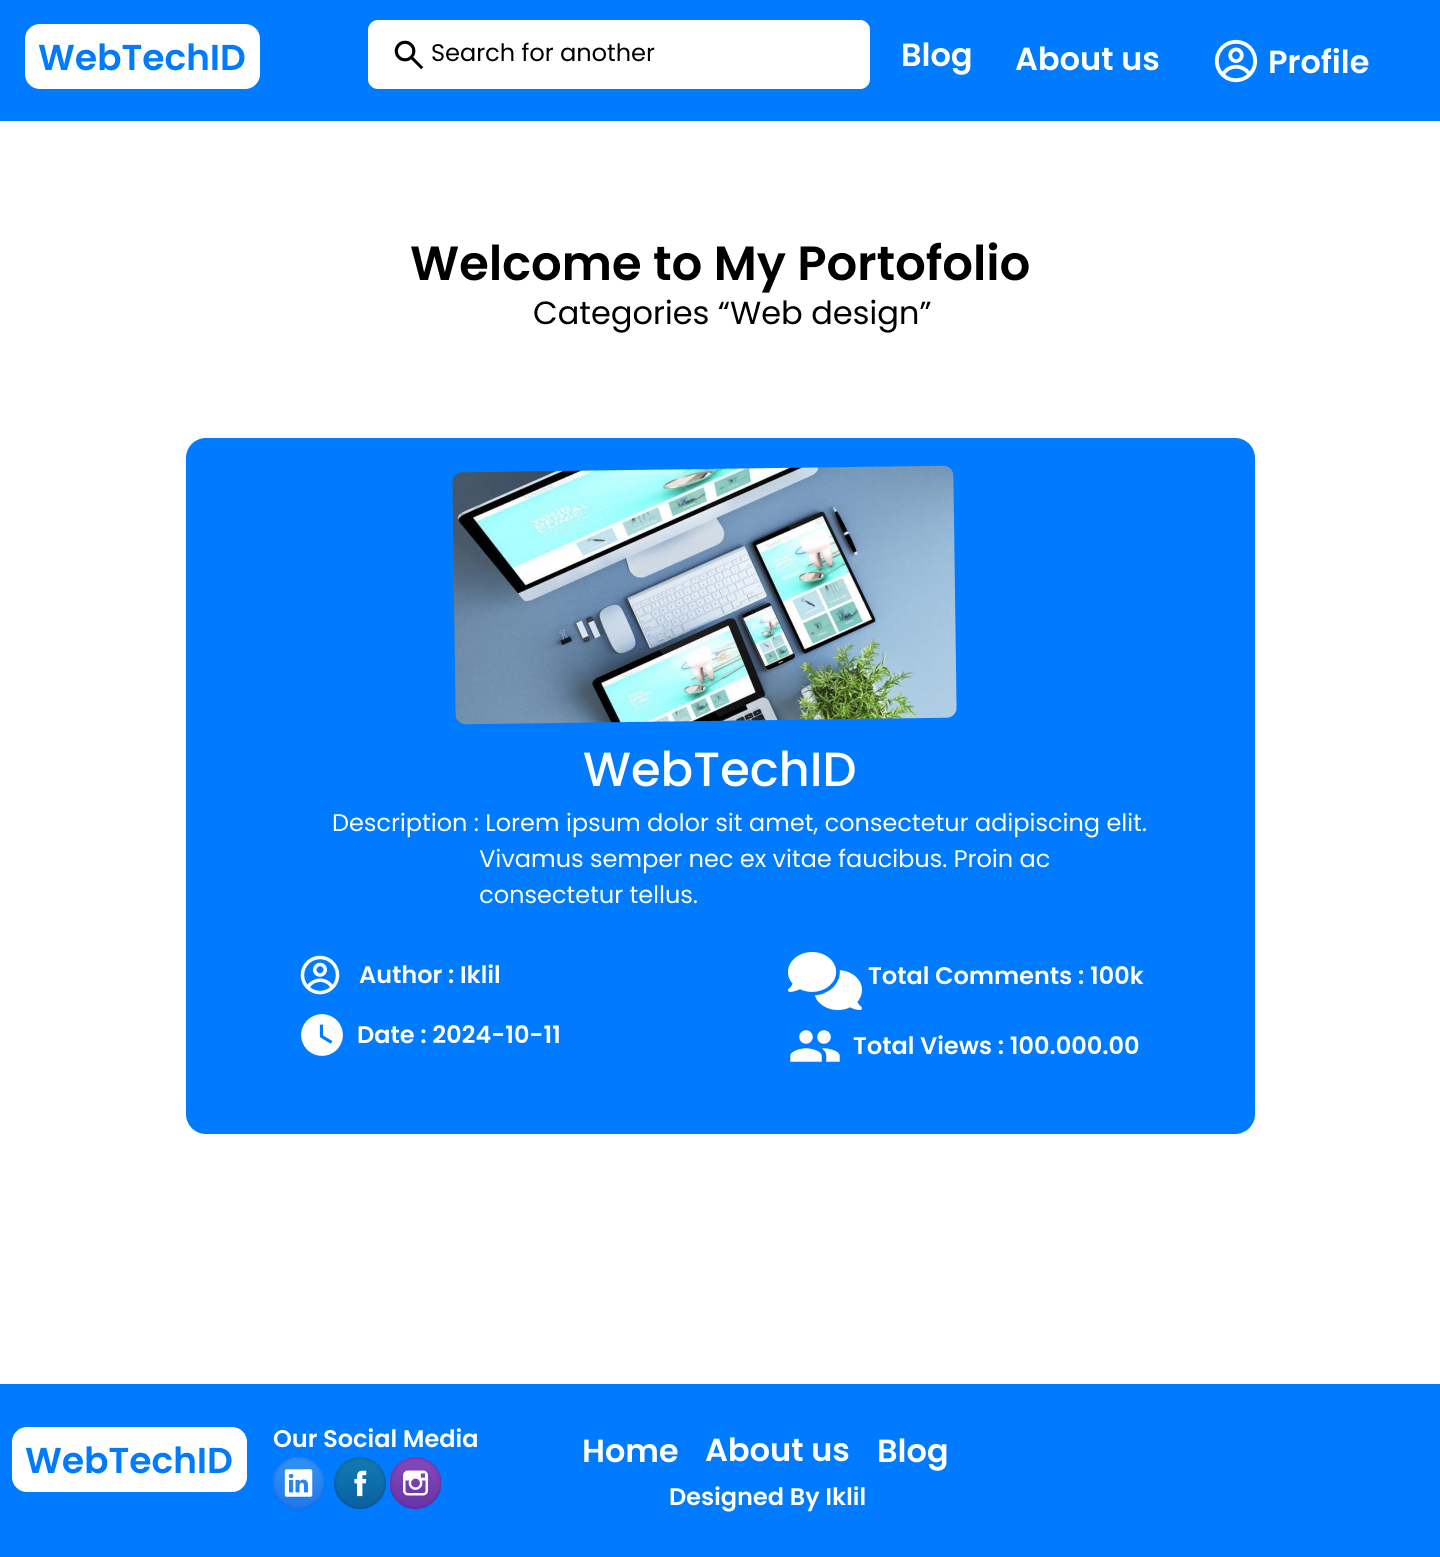 WebTechID
Search for another
Blog
About us
Profile
Welcome to My Portofolio
Categories “Web design”
WebTechID
Description : Lorem ipsum dolor sit amet, consectetur adipiscing elit.
Vivamus semper nec ex vitae faucibus. Proin ac
consectetur tellus.
Author : Iklil
Total Comments : 100k
Date : 2024-10-11
Total Views : 100.000.00
WebTechID
Our Social Media
Home
About us
Blog
Designed By Iklil